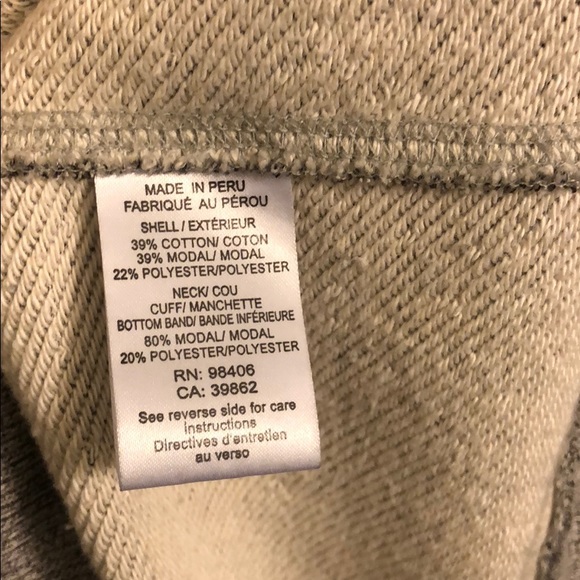 MADE IN PERU
FABRIQUÉ AU PÉROU
SHELL/ EXTÉRIEUR
39% COTTON/ COTON
39% MODAL/ MODAL
22% POLYESTER/POLYESTER
NECK/ COU
CUFF/ MANCHETTE
BOTTOM BAND/ BANDE INFÉRIEURE
80% MODAL/ MODAL
20% POLYESTER/POLYESTER
RN: 98406
CA: 39862
See reverse side for care
instructions
Directives d'entretien
au verso